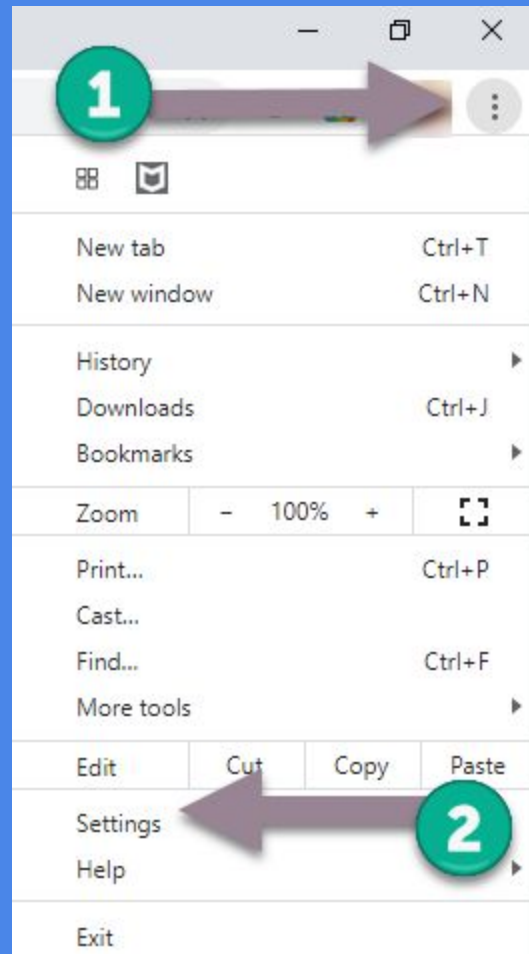 1
New tab Ctrl+T
New window Ctrl+N
History
Downloads Ctrl+J
Bookmarks
Zoom - 100% +
Print... Ctrl+P
Cast...
Find... Ctrl+F
More tools
Edit Cut Copy Paste
Settings
2
Help
Exit